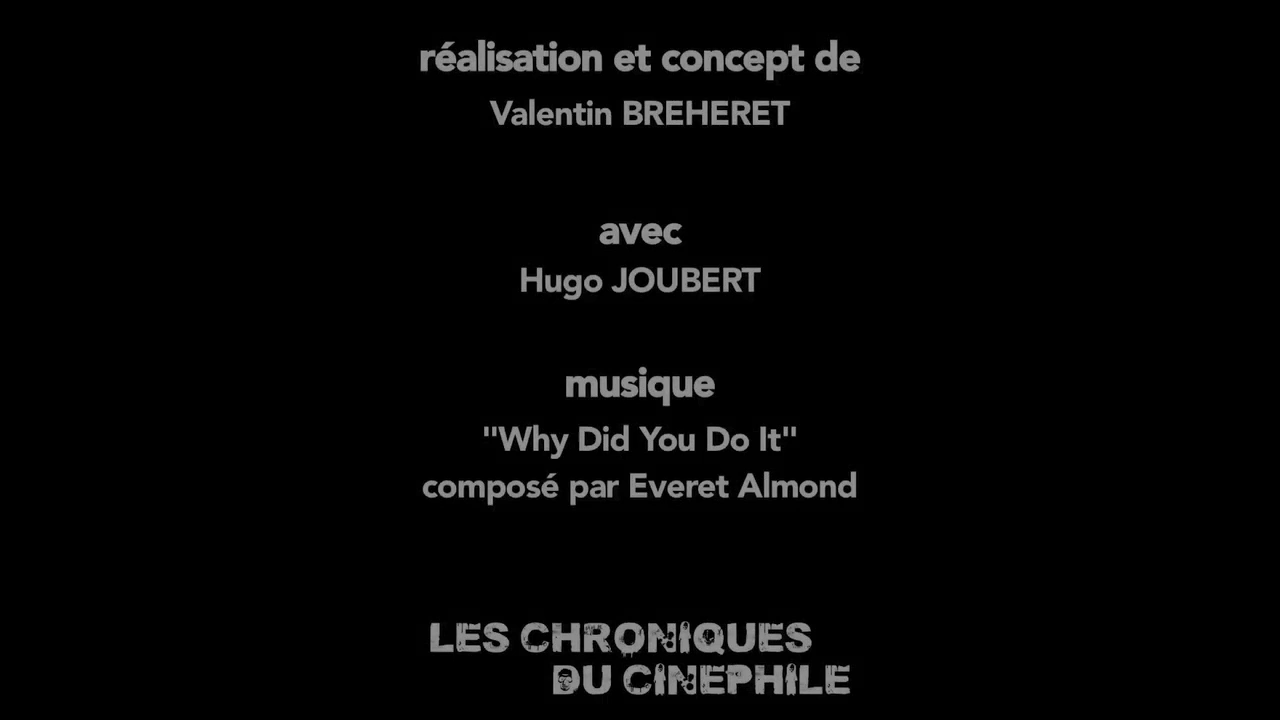 réalisation et concept de
Valentin BREHERET
avec
Hugo JOUBERT
musique
"Why Did You Do It"
composé par Everet Almond
LES CHRONIQUES
DU CINEPHILE